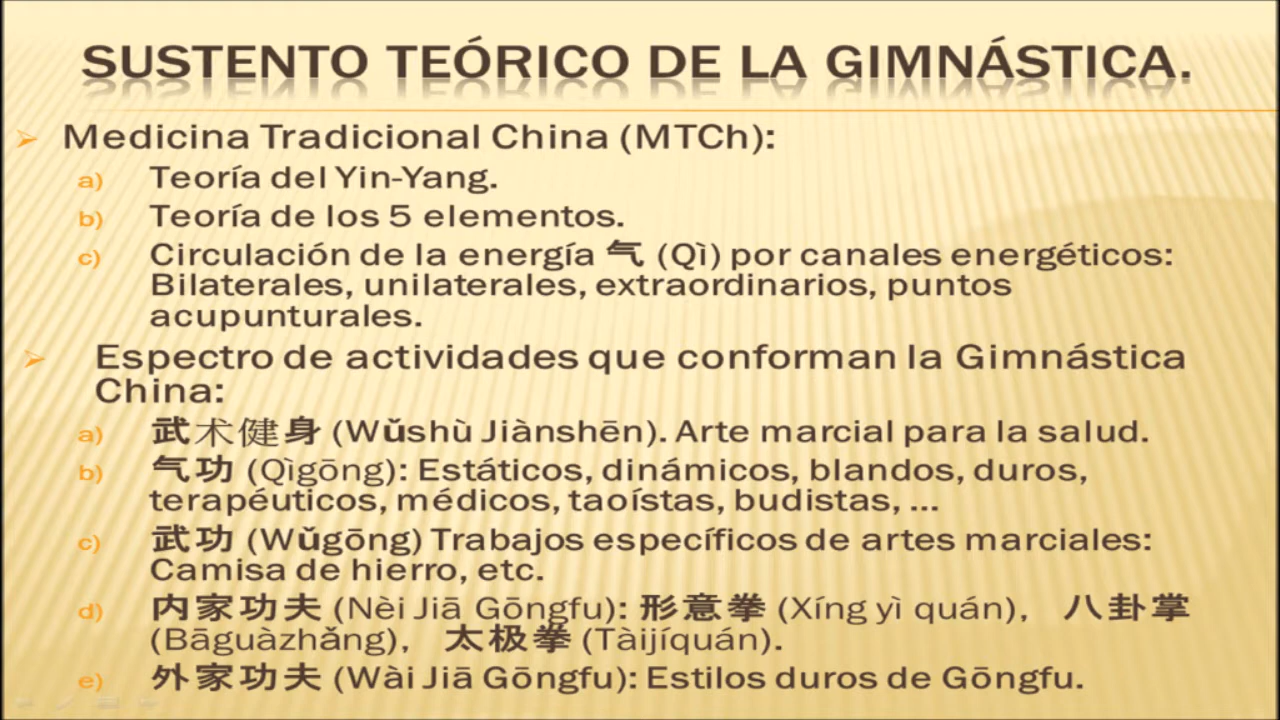 SUSTENTO TEÓRICO DE LA GIMNÁSTICA.
➢ Medicina Tradicional China (MTCh):
a) Teoría del Yin-Yang.
b) Teoría de los 5 elementos.
c) Circulación de la energía 气 (Qì) por canales energéticos:
Bilaterales, unilaterales, extraordinarios, puntos
acupunturales.
➢ Espectro de actividades que conforman la Gimnástica
China:
a) 武术健身 (Wǔshù Jiànshēn). Arte marcial para la salud.
b) 气功 (Qìgōng): Estáticos, dinámicos, blandos, duros,
terapéuticos, médicos, taoístas, budistas, ...
c) 武功 (Wǔgōng) Trabajos específicos de artes marciales:
Camisa de hierro, etc.
d) 内家功夫 (Nèi Jiā Gōngfu): 形意拳 (Xíng yì quán), 八卦掌
(Bāguàzhǎng), 太极拳 (Tàijíquán).
e) 外家功夫 (Wài Jiā Gōngfu): Estilos duros de Gōngfu.